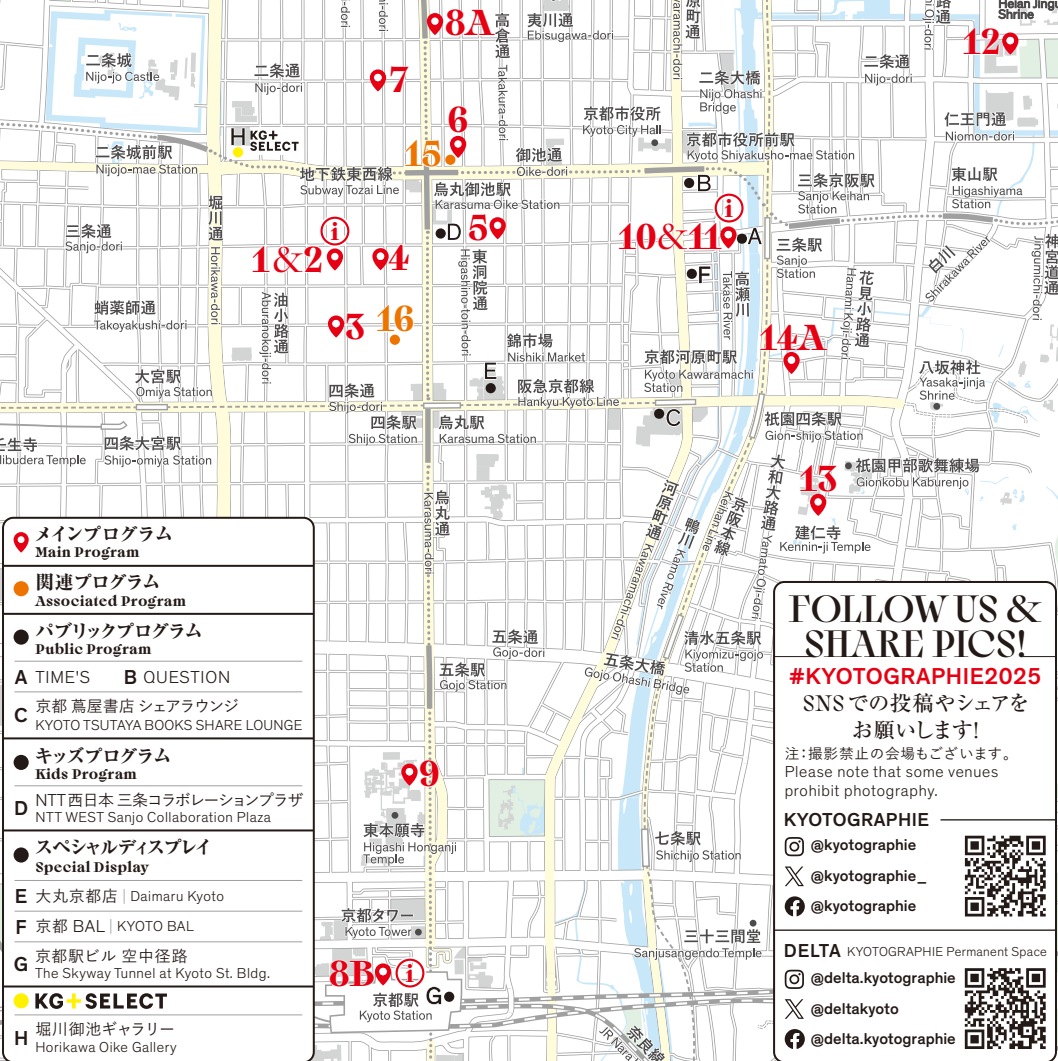 8A
高倉通
Takakura-dori
夷川通
Ebisugawa-dori
Heian Jingu
Shrine
12
二条城
Nijo-jo Castle
二条通
Nijo-dori
7
二条大橋
Nijo Ohashi
Bridge
二条通
Nijo-dori
6
京都市役所
Kyoto City Hall
仁王門通
Niomon-dori
H KG+
SELECT
15
御池通
Oike-dori
京都市役所前駅
Kyoto Shiyakusho-mae Station
二条城前駅
Nijojo-mae Station
地下鉄東西線
Subway Tozai Line
烏丸御池駅
Karasuma Oike Station
B
三条京阪駅
Sanjo Keihan
Station
東山駅
Higashiyama
Station
堀川通
Horikawa-dori
三条通
Sanjo-dori
i
1&2
4
D
5
東洞院通
Higashino-toin-dori
i
10&11
A
三条駅
Sanjo
Station
白川
Shirakawa River
神宮道通
Jingumichi-dori
F
高瀬川
Takase River
花見小路通
Hanami Koji-dori
蛸薬師通
Takoyakushi-dori
油小路通
Aburanokoji-dori
3
16
錦市場
Nishiki Market
京都河原町駅
Kyoto Kawaramachi
Station
14A
八坂神社
Yasaka-jinja
Shrine
大宮駅
Omiya Station
四条通
Shijo-dori
E
阪急京都線
Hankyu Kyoto Line
C
四条駅
Shijo Station
烏丸駅
Karasuma Station
祇園四条駅
Gion-shijo Station
壬生寺
Mibudera Temple
四条大宮駅
Shijo-omiya Station
祇園甲部歌舞練場
Gionkobu Kaburenjo
13
建仁寺
Kennin-ji Temple
烏丸通
Karasuma-dori
河原町通 Kawaramachi-dori
鴨川 Kamo River
京阪本線
Keihan Line
大和大路通 Yamato Oji-dori
五条通
Gojo-dori
五条駅
Gojo Station
五条大橋
Gojo Ohashi Bridge
清水五条駅
Kiyomizu-gojo
Station
9
東本願寺
Higashi Honganji
Temple
七条駅
Shichijo Station
京都タワー
Kyoto Tower
三十三間堂
Sanjusangendo Temple
8B
i
京都駅
Kyoto Station
G
奈良線
JR Nara
メインプログラム
Main Program
関連プログラム
Associated Program
パブリックプログラム
Public Program
A TIME'S B QUESTION
C 京都 蔦屋書店 シェアラウンジ
KYOTO TSUTAYA BOOKS SHARE LOUNGE
キッズプログラム
Kids Program
D NTT西日本 三条コラボレーションプラザ
NTT WEST Sanjo Collaboration Plaza
スペシャルディスプレイ
Special Display
E 大丸京都店 | Daimaru Kyoto
F 京都 BAL | KYOTO BAL
G 京都駅ビル 空中径路
The Skyway Tunnel at Kyoto St. Bldg.
KG+SELECT
H 堀川御池ギャラリー
Horikawa Oike Gallery
FOLLOW US &
SHARE PICS!
#KYOTOGRAPHIE2025
SNSでの投稿やシェアを
お願いします!
注:撮影禁止の会場もございます。
Please note that some venues
prohibit photography.
KYOTOGRAPHIE
@kyotographie
@kyotographie_
@kyotographie
DELTA KYOTOGRAPHIE Permanent Space
@delta.kyotographie
@deltakyoto
@delta.kyotographie